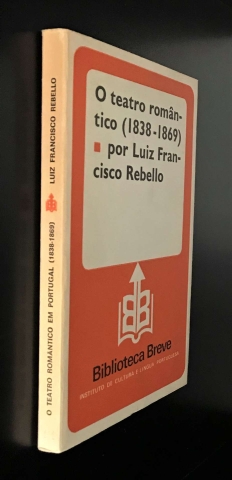 O teatro român-
tico (1838-1869)
▪ por Luiz Fran-
cisco Rebello
Biblioteca Breve
INSTITUTO DE CULTURA E LÍNGUA PORTUGUESA
O TEATRO ROMÂNTICO EM PORTUGAL (1838-1869) LUIZ FRANCISCO REBELLO